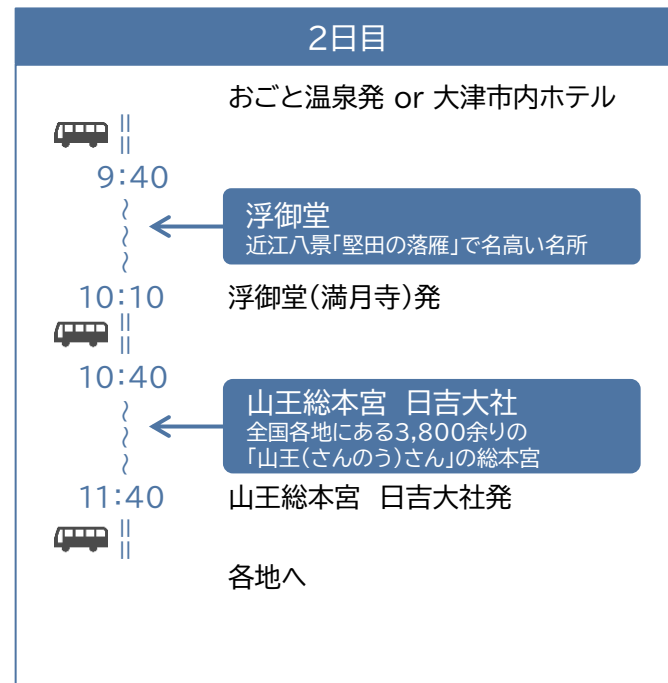 2日目
おごと温泉発 or 大津市内ホテル
9:40
浮御堂
近江八景「堅田の落雁」で名高い名所
10:10 浮御堂(満月寺)発
10:40
山王総本宮 日吉大社
全国各地にある3,800余りの
「山王(さんのう)さん」の総本宮
11:40 山王総本宮 日吉大社発
各地へ